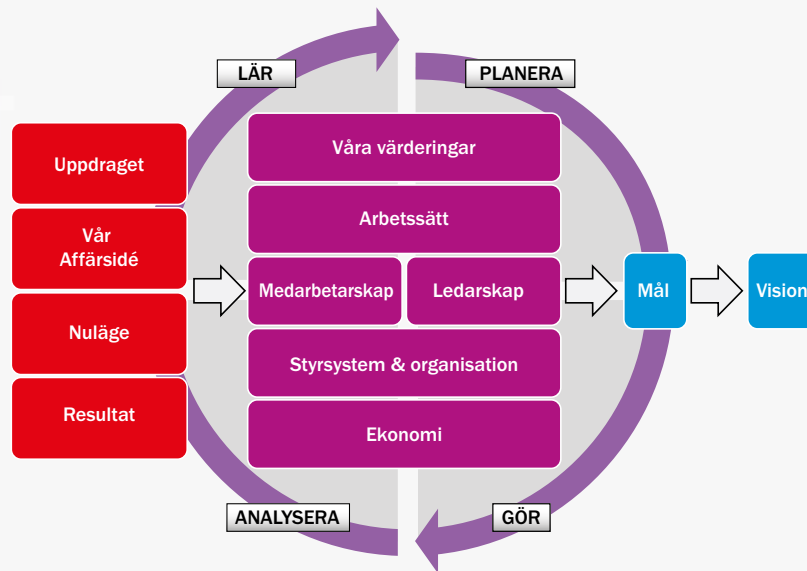 LÄR
PLANERA
Uppdraget
Vår
Affärsidé
Nuläge
Resultat
Våra värderingar
Arbetssätt
Medarbetarskap
Ledarskap
Styrsystem & organisation
Ekonomi
Mål
Vision
ANALYSERA
GÖR